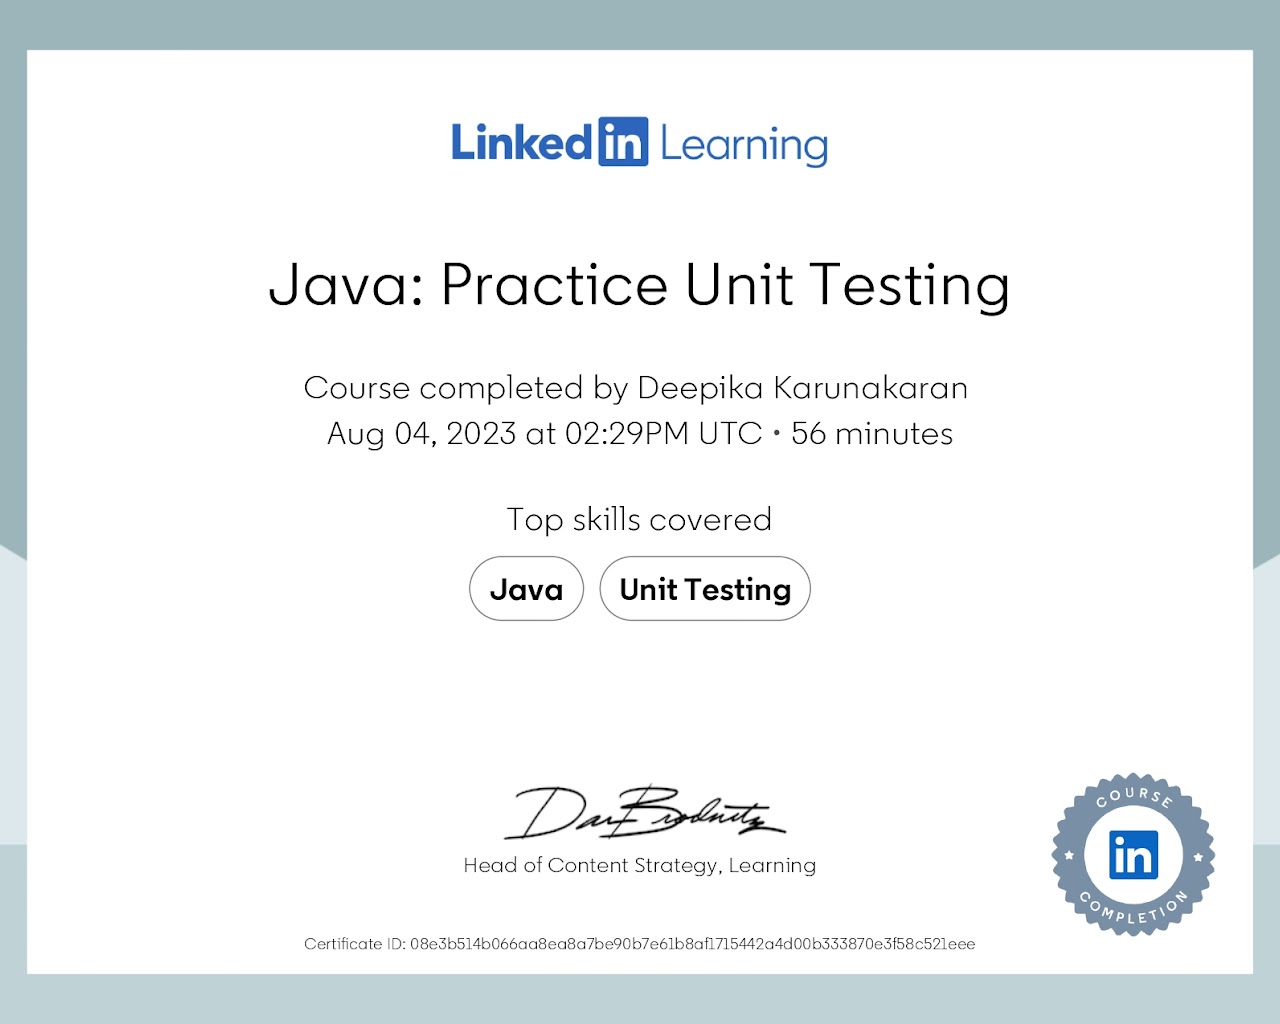 Linked in Learning
Java: Practice Unit Testing
Course completed by Deepika Karunakaran
Aug 04, 2023 at 02:29PM UTC • 56 minutes
Top skills covered
Java
Unit Testing
Dan Brodnitz
Head of Content Strategy, Learning
COURSE
in
COMPLETION
Certificate ID: 08e3b514b066aa8ea8a7be90b7e61b8af1715442a4d00b333870e3f58c521eee